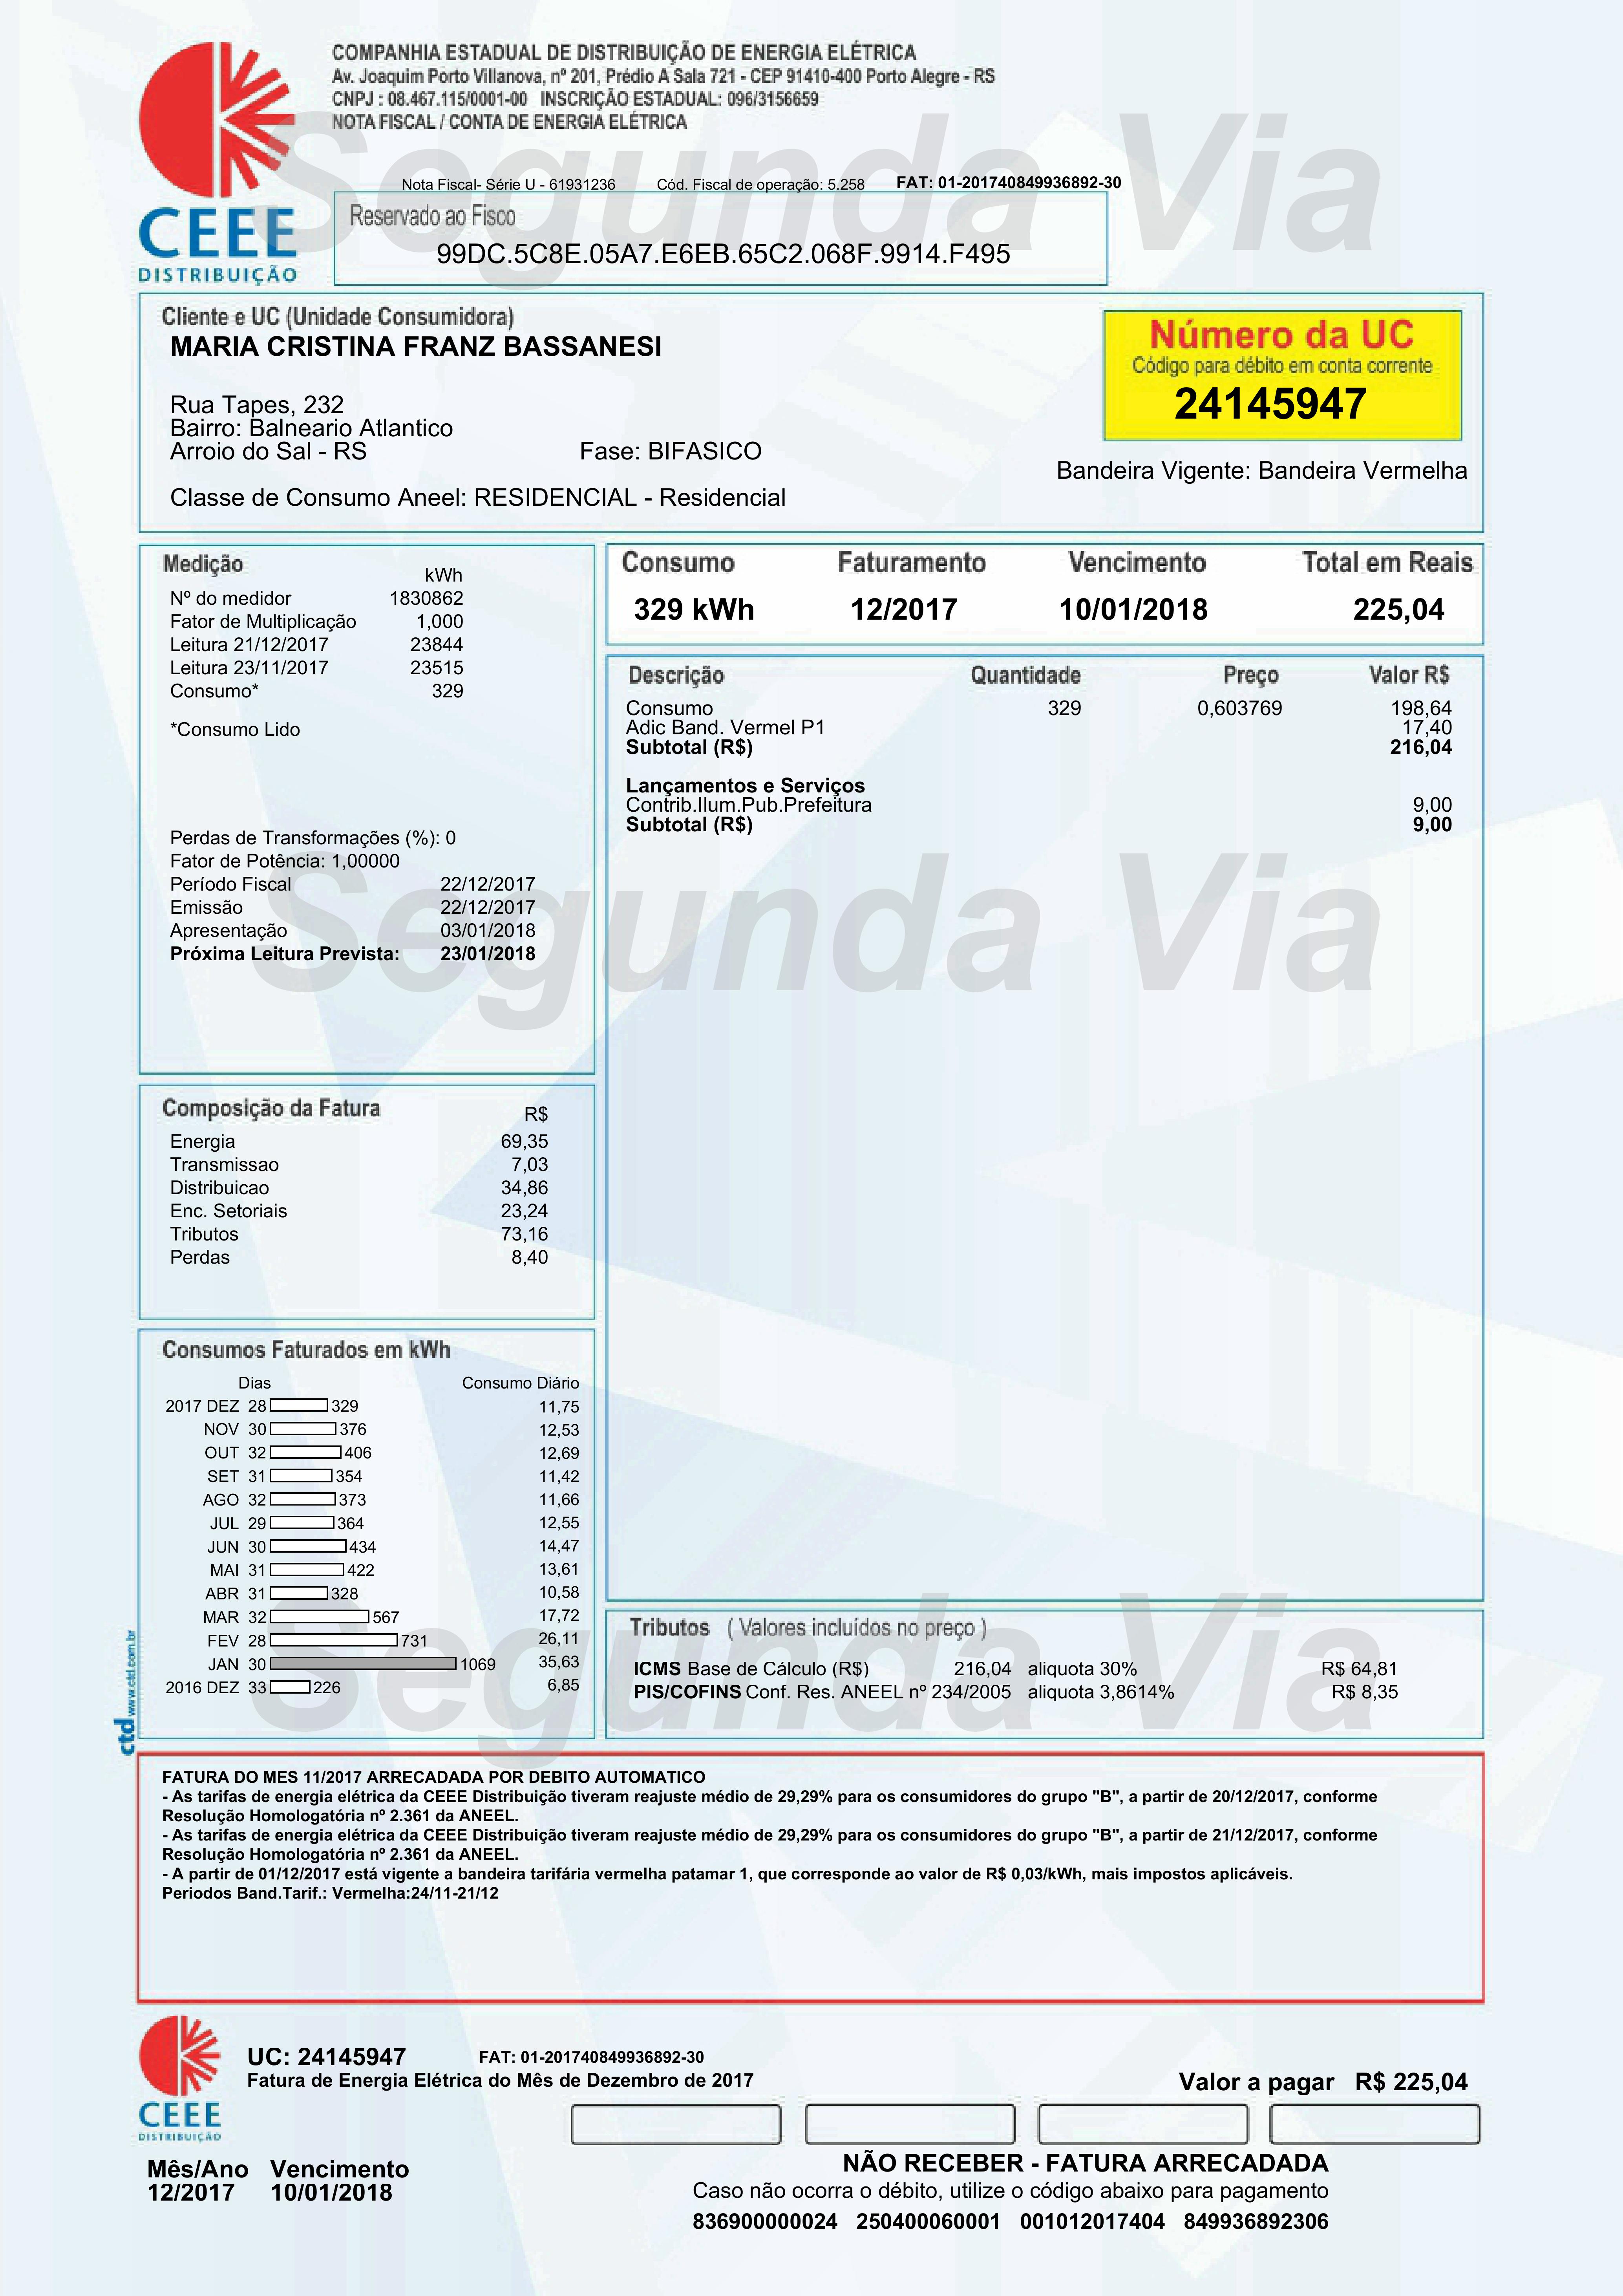 COMPANHIA ESTADUAL DE DISTRIBUIÇÃO DE ENERGIA ELÉTRICA
Av. Joaquim Porto Villanova, nº 201, Prédio A Sala 721 - CEP 91410-400 Porto Alegre - RS
CNPJ : 08.467.115/0001-00 INSCRIÇÃO ESTADUAL: 096/3156659
NOTA FISCAL / CONTA DE ENERGIA ELÉTRICA
Segunda Via
Nota Fiscal- Série U - 61931236 Cód. Fiscal de operação: 5.258 FAT: 01-201740849936892-30
CEEE
DISTRIBUIÇÃO
Reservado ao Fisco
99DC.5C8E.05A7.E6EB.65C2.068F.9914.F495
Cliente e UC (Unidade Consumidora)
MARIA CRISTINA FRANZ BASSANESI
Rua Tapes, 232
Bairro: Balneario Atlantico
Arroio do Sal - RS Fase: BIFASICO
Classe de Consumo Aneel: RESIDENCIAL - Residencial
Número da UC
Código para débito em conta corrente
24145947
Bandeira Vigente: Bandeira Vermelha
Medição
kWh
Nº do medidor 1830862
Fator de Multiplicação 1,000
Leitura 21/12/2017 23844
Leitura 23/11/2017 23515
Consumo* 329
*Consumo Lido
Perdas de Transformações (%): 0
Fator de Potência: 1,00000
Período Fiscal 22/12/2017
Emissão 22/12/2017
Apresentação 03/01/2018
Próxima Leitura Prevista: 23/01/2018
Consumo Faturamento Vencimento Total em Reais
329 kWh 12/2017 10/01/2018 225,04
Descrição Quantidade Preço Valor R$
Consumo 329 0,603769 198,64
Adic Band. Vermel P1 17,40
Subtotal (R$) 216,04
Lançamentos e Serviços
Contrib.Ilum.Pub.Prefeitura 9,00
Subtotal (R$) 9,00
Segunda Via
Composição da Fatura
R$
Energia 69,35
Transmissao 7,03
Distribuicao 34,86
Enc. Setoriais 23,24
Tributos 73,16
Perdas 8,40
Consumos Faturados em kWh
Dias Consumo Diário
2017 DEZ 28 329 11,75
NOV 30 376 12,53
OUT 32 406 12,69
SET 31 354 11,42
AGO 32 373 11,66
JUL 29 364 12,55
JUN 30 434 14,47
MAI 31 422 13,61
ABR 31 328 10,58
MAR 32 567 17,72
FEV 28 731 26,11
JAN 30 1069 35,63
2016 DEZ 33 226 6,85
Segunda Via
Tributos ( Valores incluídos no preço )
ICMS Base de Cálculo (R$) 216,04 aliquota 30% R$ 64,81
PIS/COFINS Conf. Res. ANEEL nº 234/2005 aliquota 3,8614% R$ 8,35
ctd www.ctd.com.br
FATURA DO MES 11/2017 ARRECADADA POR DEBITO AUTOMATICO
- As tarifas de energia elétrica da CEEE Distribuição tiveram reajuste médio de 29,29% para os consumidores do grupo "B", a partir de 20/12/2017, conforme
Resolução Homologatória nº 2.361 da ANEEL.
- As tarifas de energia elétrica da CEEE Distribuição tiveram reajuste médio de 29,29% para os consumidores do grupo "B", a partir de 21/12/2017, conforme
Resolução Homologatória nº 2.361 da ANEEL.
- A partir de 01/12/2017 está vigente a bandeira tarifária vermelha patamar 1, que corresponde ao valor de R$ 0,03/kWh, mais impostos aplicáveis.
Periodos Band.Tarif.: Vermelha:24/11-21/12
CEEE
DISTRIBUIÇÃO
UC: 24145947 FAT: 01-201740849936892-30
Fatura de Energia Elétrica do Mês de Dezembro de 2017 Valor a pagar R$ 225,04
Mês/Ano Vencimento
12/2017 10/01/2018
NÃO RECEBER - FATURA ARRECADADA
Caso não ocorra o débito, utilize o código abaixo para pagamento
836900000024 250400060001 001012017404 849936892306